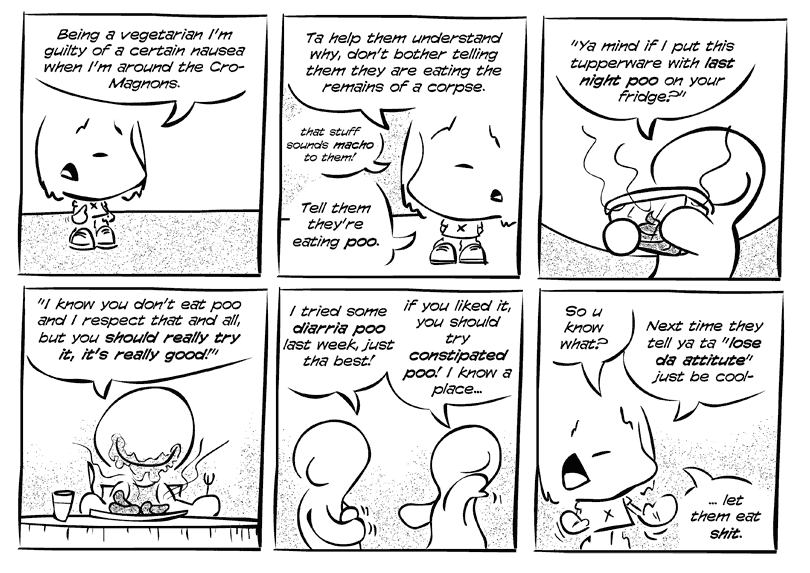 Being a vegetarian I'm
guilty of a certain nausea
when I'm around the Cro-
Magnons.
Ta help them understand
why, don't bother telling
them they are eating the
remains of a corpse.
that stuff
sounds macho
to them!
Tell them
they're
eating poo.
"Ya mind if I put this
tupperware with last
night poo on your
fridge?"
"I know you don't eat poo
and I respect that and all,
but you should really try
it, it's really good!"
I tried some
diarria poo
last week, just
tha best!
if you liked it,
you should
try
constipated
poo! I know a
place...
So u
know
what?
Next time they
tell ya ta "lose
da attitute"
just be cool-
... let
them eat
shit.